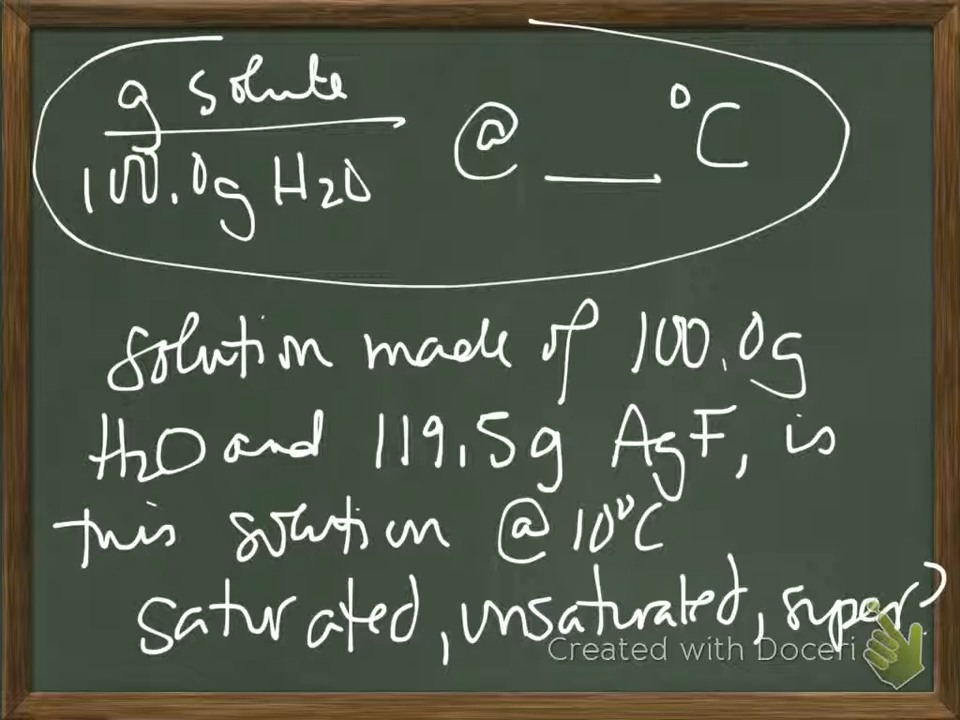 g solute
100.0g H2O @ __ °C
solution made of 100.0g
H2O and 119.5g AgF, is
this solution @ 10°C
saturated, unsaturated, super?
Created with Doceri